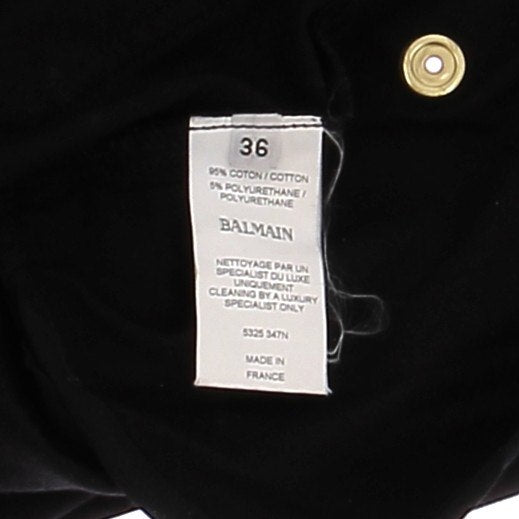 36
95% COTON / COTTON
5% POLYURETHANE /
POLYURETHANE
BALMAIN
NETTOYAGE PAR UN
SPECIALIST DU LUXE
UNIQUEMENT
CLEANING BY A LUXURY
SPECIALIST ONLY
5325 347N
MADE IN
FRANCE